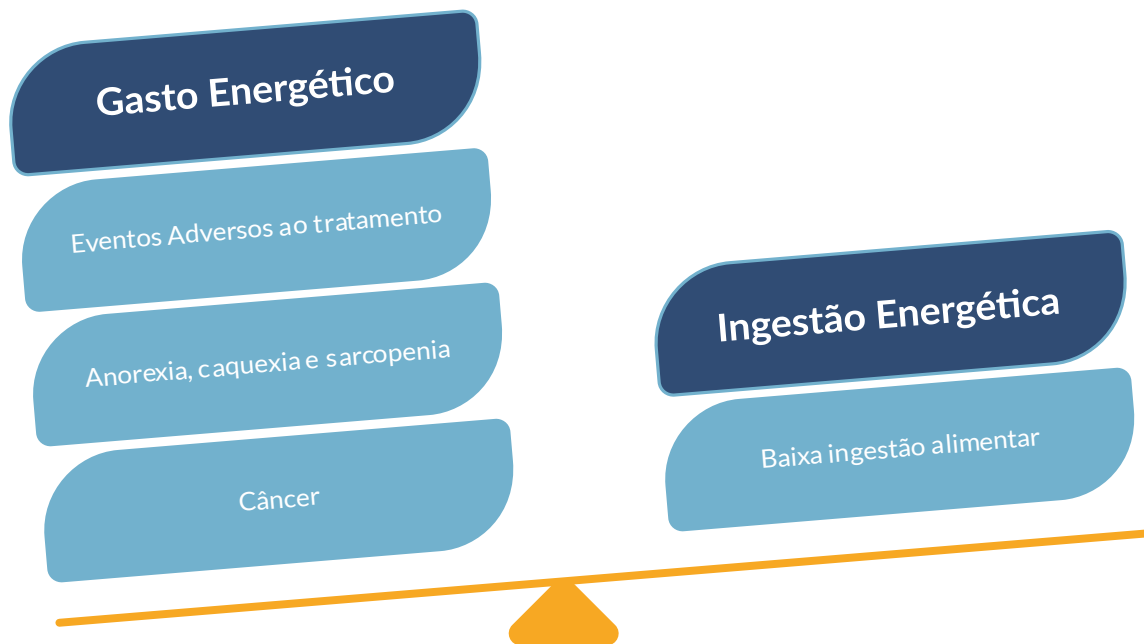 Gasto Energético
Eventos Adversos ao tratamento
Anorexia, caquexia e sarcopenia
Câncer
Ingestão Energética
Baixa ingestão alimentar